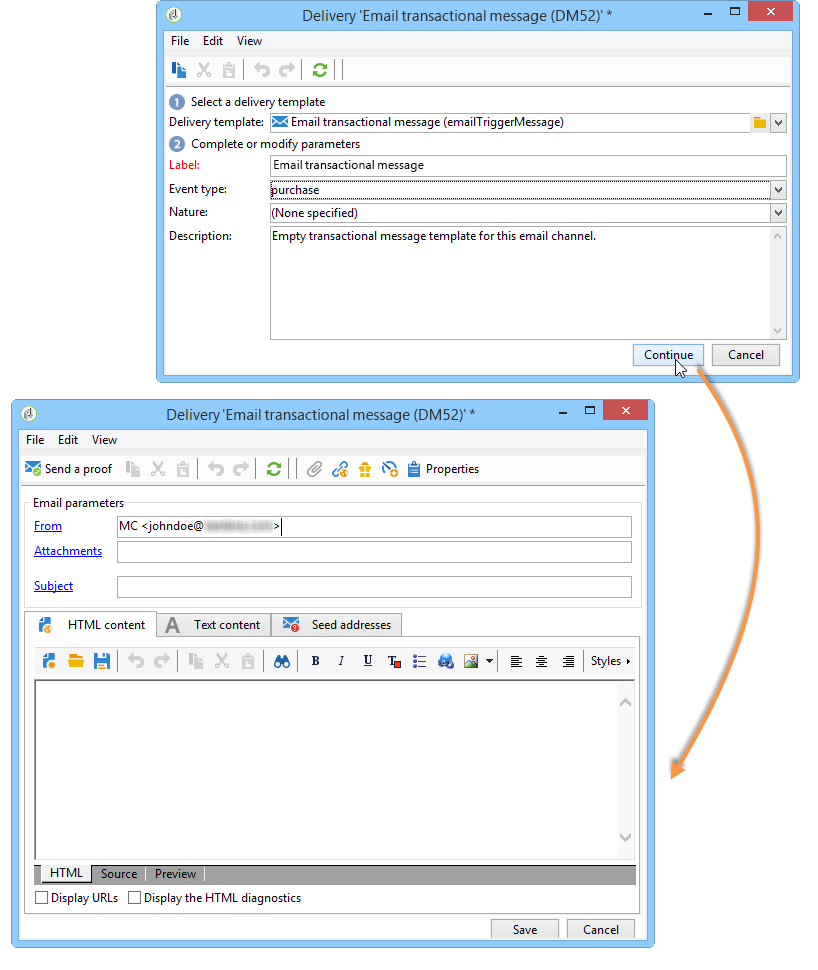 Delivery 'Email transactional message (DM52)' *
File Edit View
1 Select a delivery template
Delivery template: Email transactional message (emailTriggerMessage)
2 Complete or modify parameters
Label: Email transactional message
Event type: purchase
Nature: (None specified)
Description: Empty transactional message template for this email channel.
Continue Cancel
Delivery 'Email transactional message (DM52)' *
File Edit View
Send a proof Properties
Email parameters
From MC <johndoe@ >
Attachments
Subject
HTML content A Text content Seed addresses
B I U T Styles
HTML Source Preview
Display URLs Display the HTML diagnostics
Save Cancel